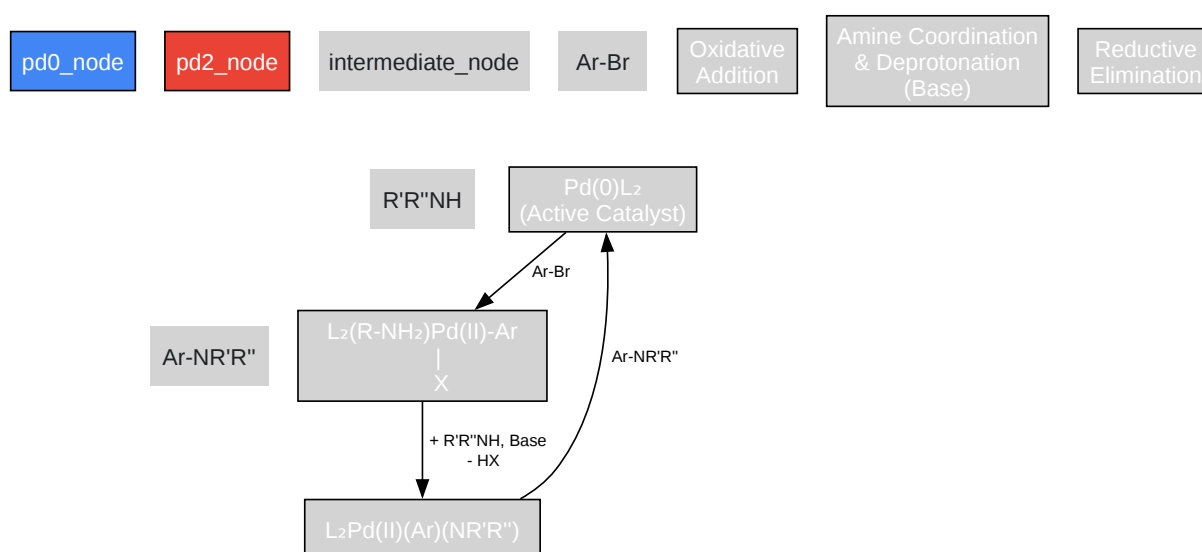 pd0_node
pd2_node
intermediate_node
Ar-Br
Oxidative
Addition
Amine Coordination
& Deprotonation
(Base)
Reductive
Elimination
R'R"NH
Pd(0)L₂
(Active Catalyst)
Ar-Br
Ar-NR'R"
L₂(R-NH₂)Pd(II)-Ar
|
X
Ar-NR'R"
+ R'R"NH, Base
- HX
L₂Pd(II)(Ar)(NR'R")